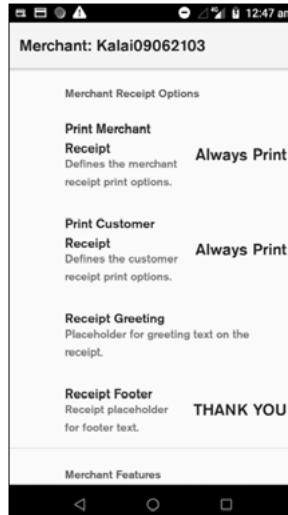 12:47 am
Merchant: Kalai09062103
Merchant Receipt Options
Print Merchant
Receipt
Always Print
Defines the merchant
receipt print options.
Print Customer
Receipt
Always Print
Defines the customer
receipt print options.
Receipt Greeting
Placeholder for greeting text on the
receipt.
Receipt Footer
THANK YOU
Receipt placeholder
for footer text.
Merchant Features